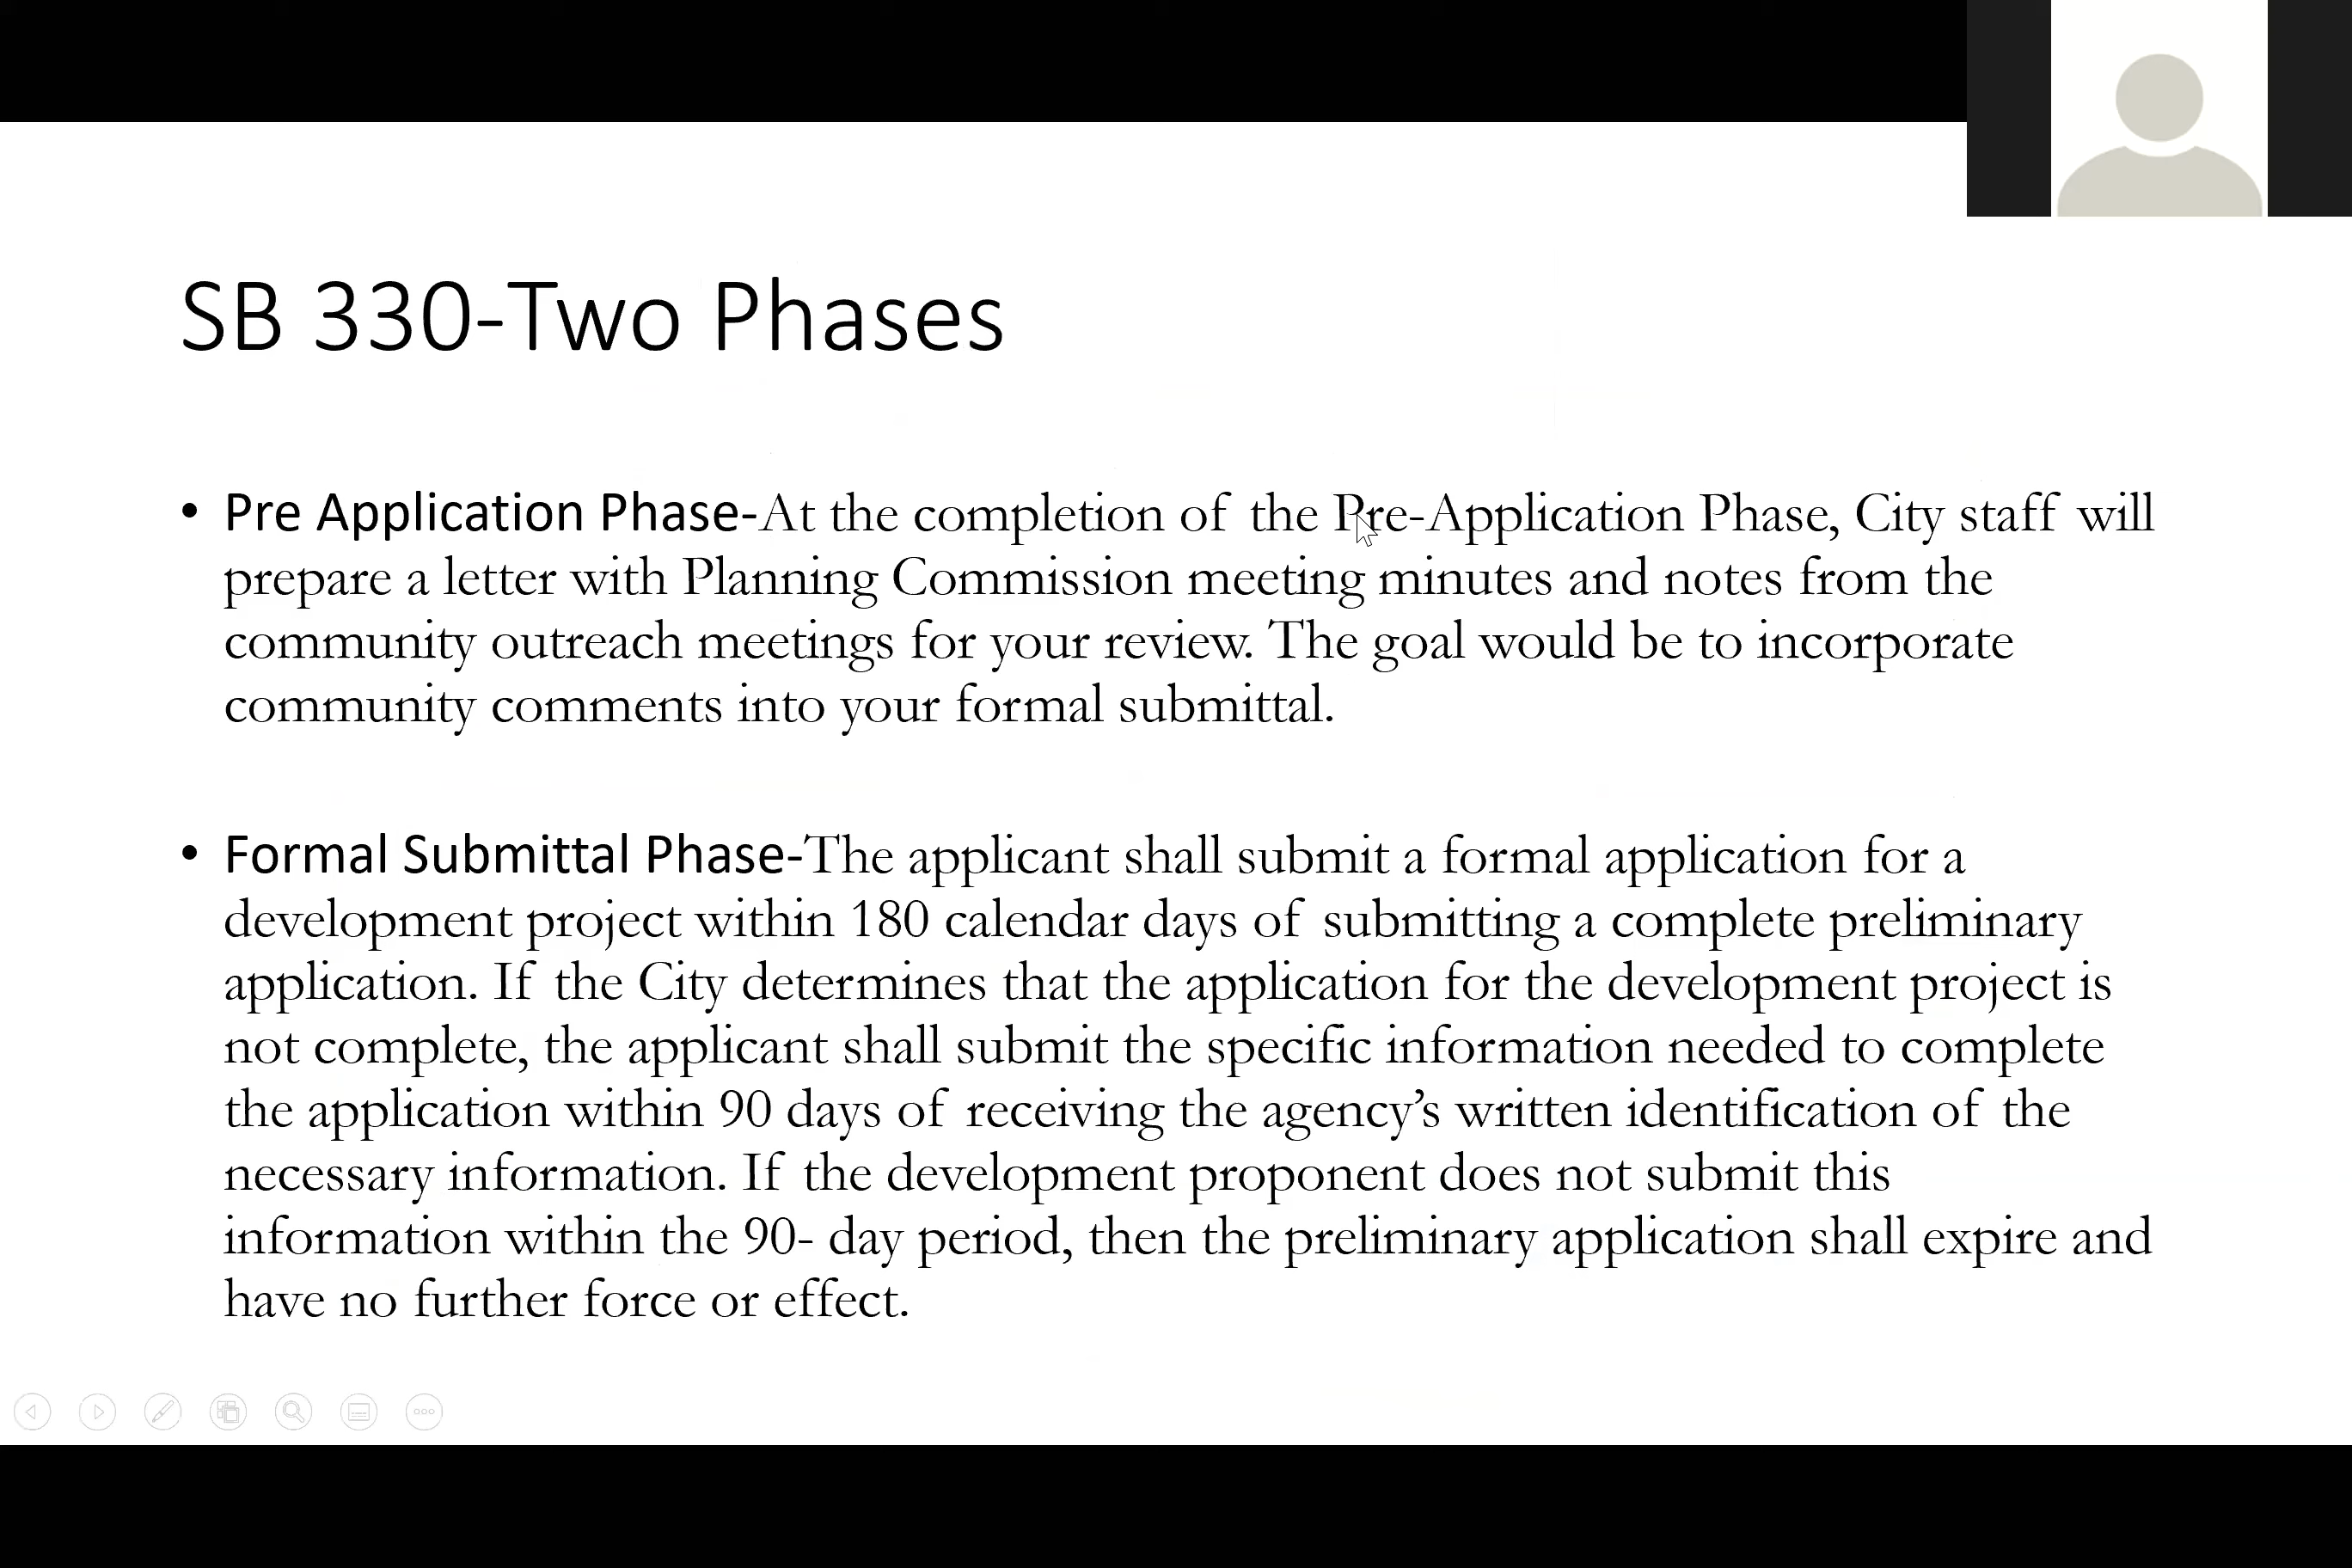 SB 330-Two Phases
• Pre Application Phase-At the completion of the Pre-Application Phase, City staff will
prepare a letter with Planning Commission meeting minutes and notes from the
community outreach meetings for your review. The goal would be to incorporate
community comments into your formal submittal.
• Formal Submittal Phase-The applicant shall submit a formal application for a
development project within 180 calendar days of submitting a complete preliminary
application. If the City determines that the application for the development project is
not complete, the applicant shall submit the specific information needed to complete
the application within 90 days of receiving the agency’s written identification of the
necessary information. If the development proponent does not submit this
information within the 90- day period, then the preliminary application shall expire and
have no further force or effect.